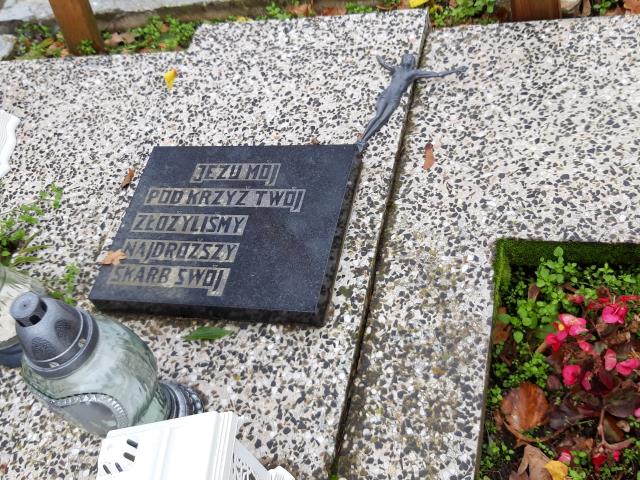 JEZU MÓJ
POD KRZYŻ TWÓJ
ZŁOŻYLIŚMY
NAJDROŻSZY
SKARB SWÓJ